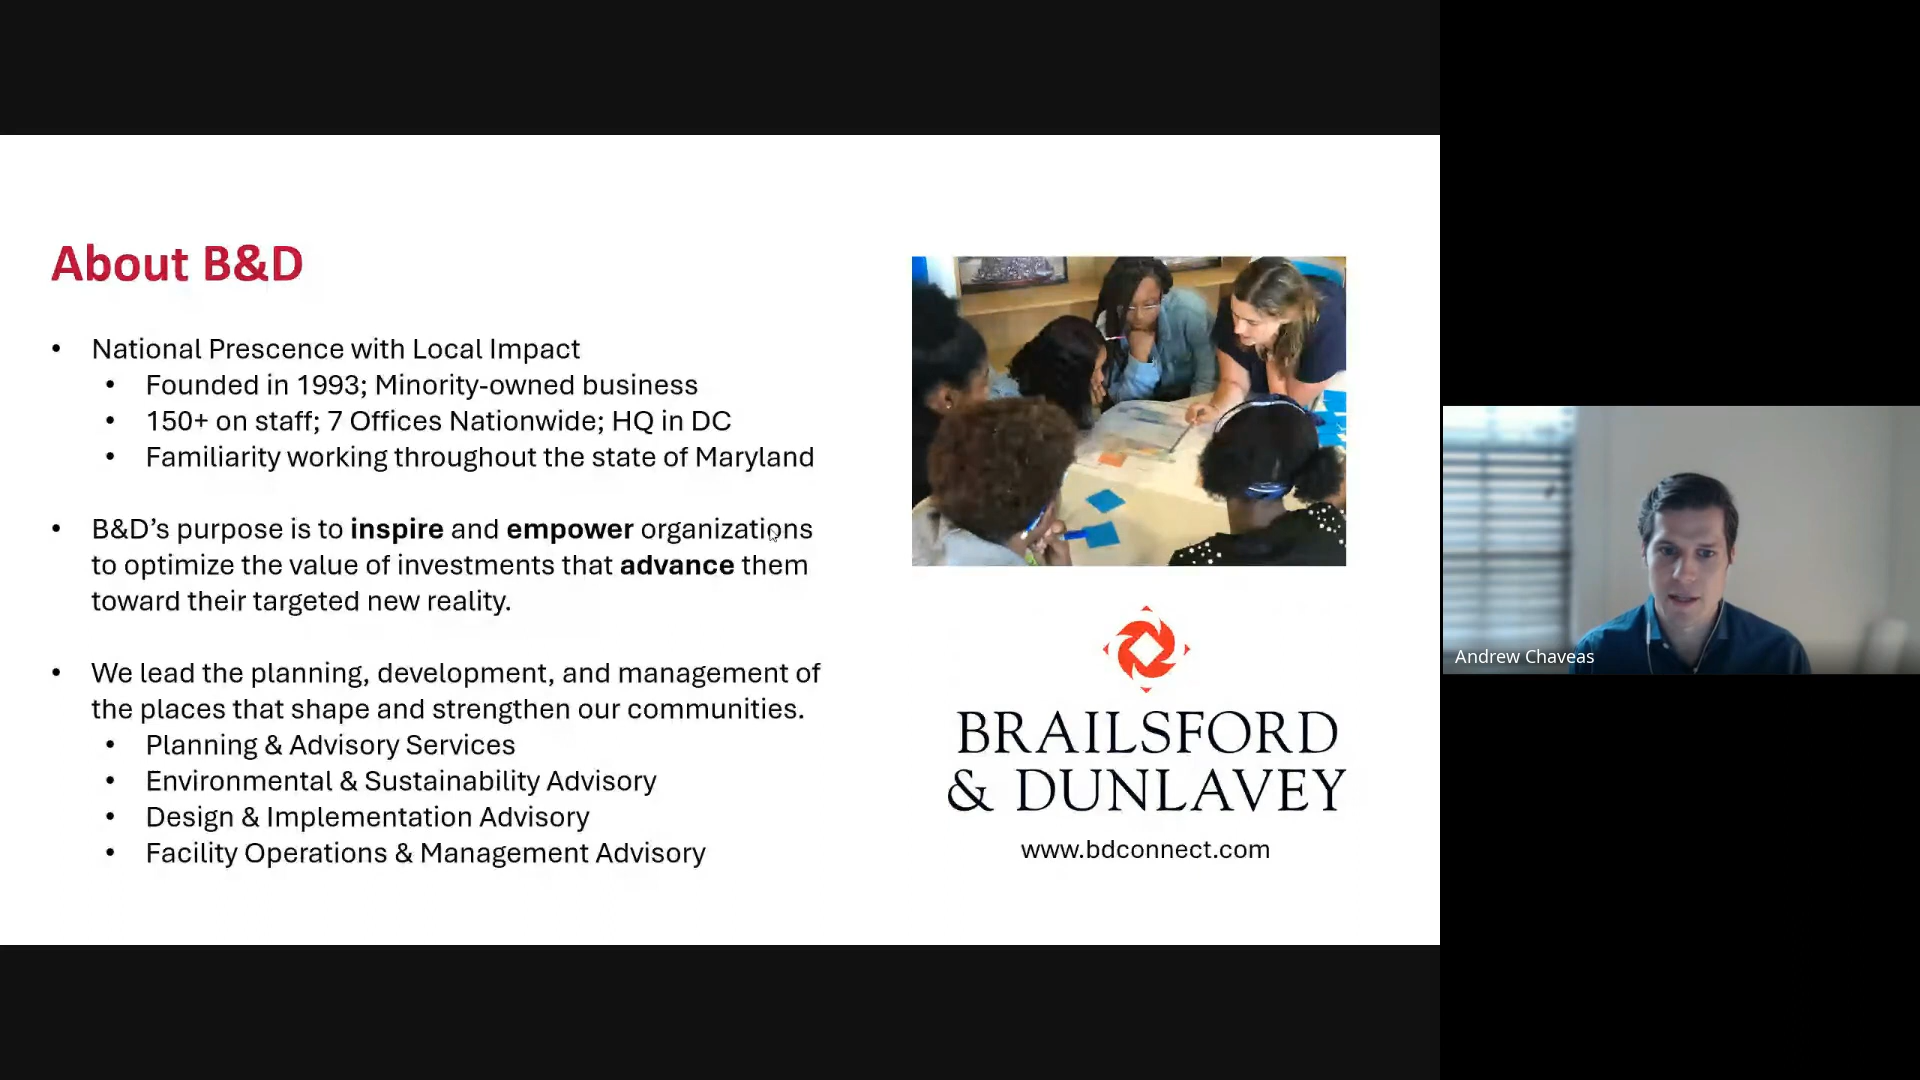 About B&D
• National Prescence with Local Impact
• Founded in 1993; Minority-owned business
• 150+ on staff; 7 Offices Nationwide; HQ in DC
• Familiarity working throughout the state of Maryland
• B&D’s purpose is to inspire and empower organizations
to optimize the value of investments that advance them
toward their targeted new reality.
• We lead the planning, development, and management of
the places that shape and strengthen our communities.
• Planning & Advisory Services
• Environmental & Sustainability Advisory
• Design & Implementation Advisory
• Facility Operations & Management Advisory
BRAILSFORD
& DUNLAVEY
www.bdconnect.com
Andrew Chaveas